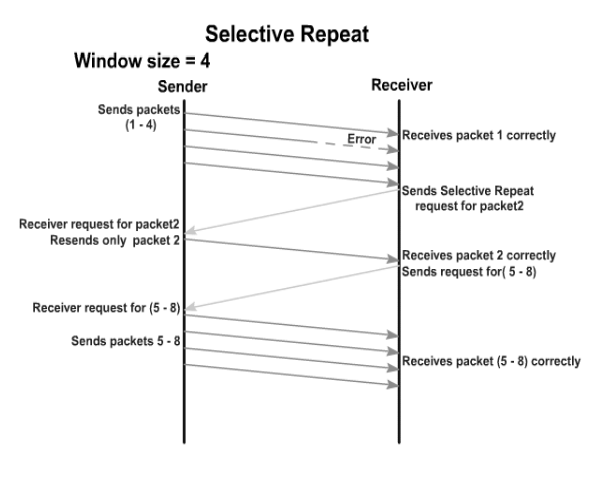 Selective Repeat
Window size = 4
Sender
Receiver
Sends packets
(1 - 4)
Error
Receives packet 1 correctly
Sends Selective Repeat
request for packet2
Receiver request for packet2
Resends only packet 2
Receives packet 2 correctly
Sends request for( 5 - 8)
Receiver request for (5 - 8)
Sends packets 5 - 8
Receives packet (5 - 8) correctly